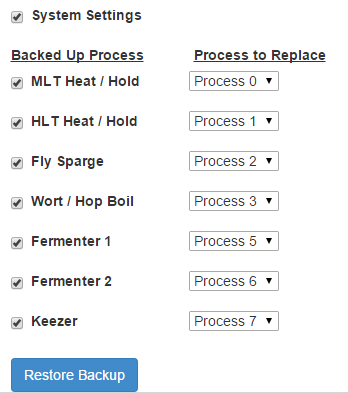 System Settings
Backed Up Process Process to Replace
MLT Heat / Hold Process 0
HLT Heat / Hold Process 1
Fly Sparge Process 2
Wort / Hop Boil Process 3
Fermenter 1 Process 5
Fermenter 2 Process 6
Keezer Process 7
Restore Backup